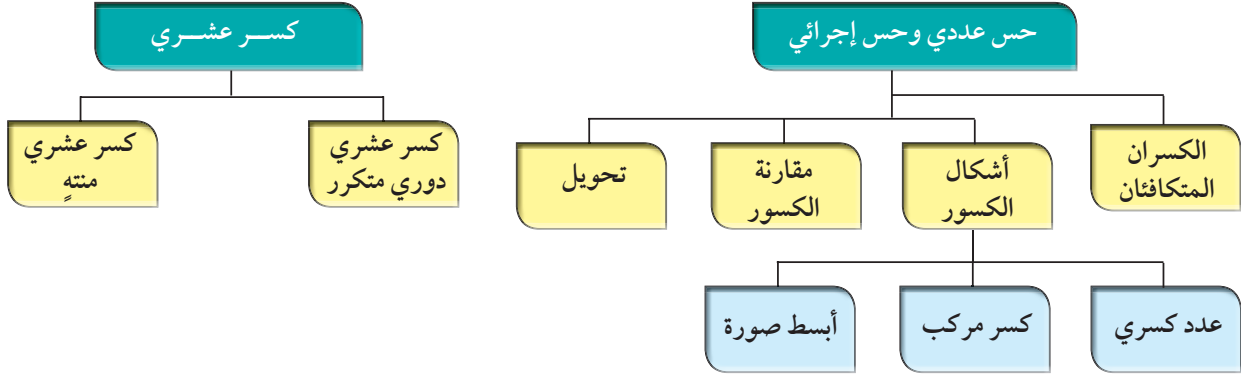 حس عددي وحس إجرائي
الكسران
المتكافئان
أشكال
الكسور
مقارنة
الكسور
تحويل
عدد كسري
كسر مركب
أبسط صورة
كســر عشــري
كسر عشري
دوري متكرر
كسر عشري
منتهٍ